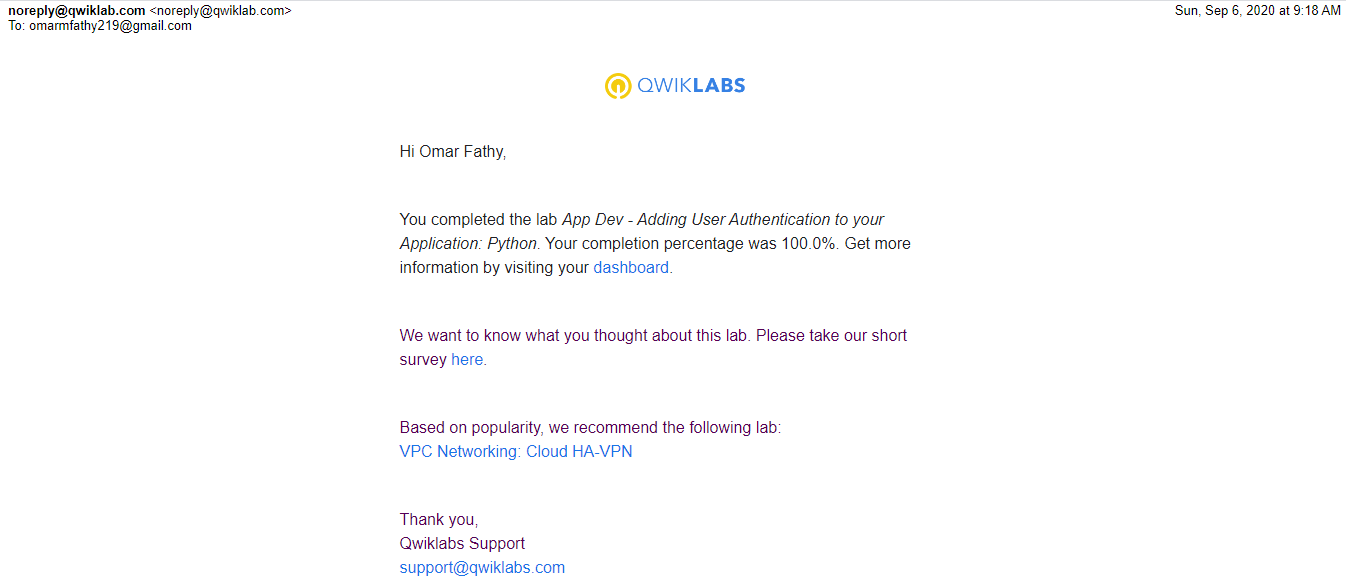 noreply@qwiklab.com <noreply@qwiklab.com>
Sun, Sep 6, 2020 at 9:18 AM
To: omarmfathy219@gmail.com
QWIKLABS
Hi Omar Fathy,
You completed the lab App Dev - Adding User Authentication to your
Application: Python. Your completion percentage was 100.0%. Get more
information by visiting your dashboard.
We want to know what you thought about this lab. Please take our short
survey here.
Based on popularity, we recommend the following lab:
VPC Networking: Cloud HA-VPN
Thank you,
Qwiklabs Support
support@qwiklabs.com